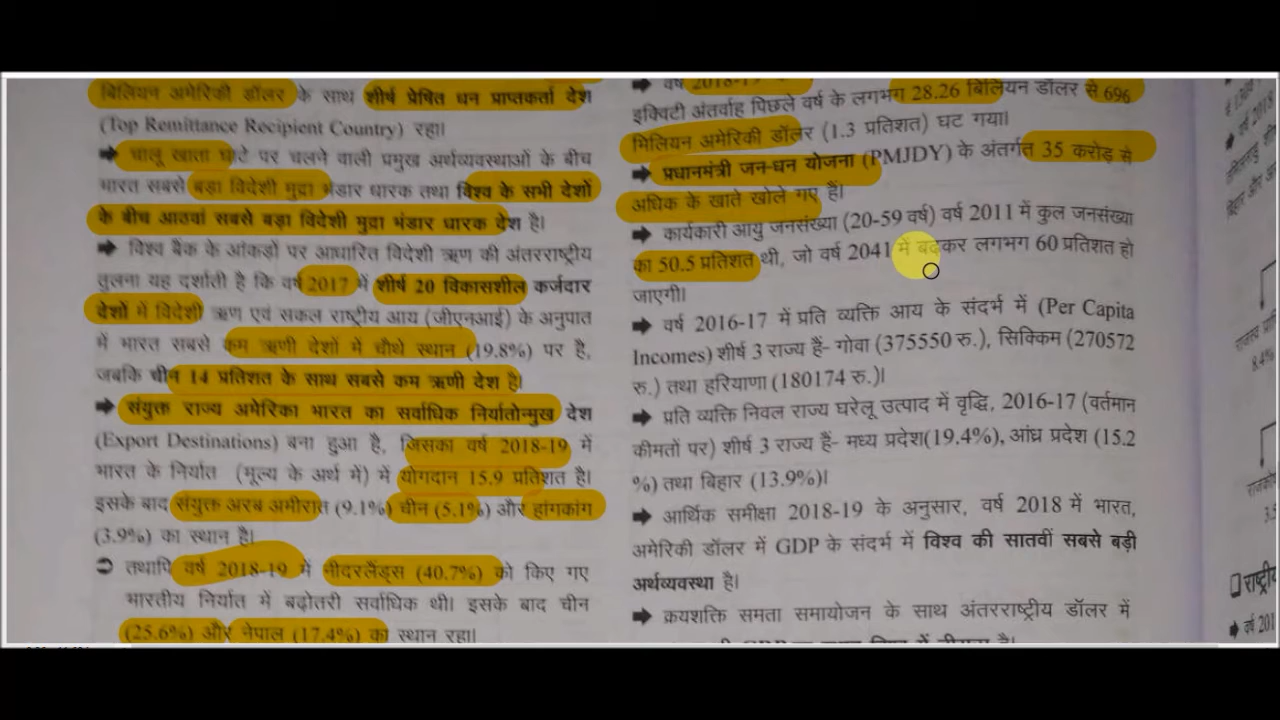 बिलियन अमेरिकी डॉलर के साथ शीर्ष प्रेषित धन प्राप्तकर्ता देश
(Top Remittance Recipient Country) रहा।
➡ चालू खाता घाटे पर चलने वाली प्रमुख अर्थव्यवस्थाओं के बीच
भारत सबसे बड़ा विदेशी मुद्रा भंडार धारक तथा विश्व के सभी देशों
के बीच आठवां सबसे बड़ा विदेशी मुद्रा भंडार धारक देश है।
➡ विश्व बैंक के आंकड़ों पर आधारित विदेशी ऋण की अंतरराष्ट्रीय
तुलना यह दर्शाती है कि वर्ष 2017 में शीर्ष 20 विकासशील कर्जदार
देशों में विदेशी ऋण एवं सकल राष्ट्रीय आय (जीएनआई) के अनुपात
में भारत सबसे कम ऋणी देशों में चौथे स्थान (19.8%) पर है,
जबकि चीन 14 प्रतिशत के साथ सबसे कम ऋणी देश है।
➡ संयुक्त राज्य अमेरिका भारत का सर्वाधिक निर्यातोन्मुख देश
(Export Destinations) बना हुआ है, जिसका वर्ष 2018-19 में
भारत के निर्यात (मूल्य के अर्थ में) में योगदान 15.9 प्रतिशत है।
इसके बाद संयुक्त अरब अमीरात (9.1%) चीन (5.1%) और हांगकांग
(3.9%) का स्थान है।
➲ तथापि वर्ष 2018-19 में नीदरलैंड्स (40.7%) को किए गए
भारतीय निर्यात में बढ़ोतरी सर्वाधिक थी। इसके बाद चीन
(25.6%) और नेपाल (17.4%) का स्थान रहा।
➡ वर्ष 2018-19
इक्विटी अंतर्वाह पिछले वर्ष के लगभग 28.26 बिलियन डॉलर से 696
मिलियन अमेरिकी डॉलर (1.3 प्रतिशत) घट गया।
➡ प्रधानमंत्री जन-धन योजना (PMJDY) के अंतर्गत 35 करोड़ से
अधिक के खाते खोले गए हैं।
➡ कार्यकारी आयु जनसंख्या (20-59 वर्ष) वर्ष 2011 में कुल जनसंख्या
का 50.5 प्रतिशत थी, जो वर्ष 2041 में बढ़कर लगभग 60 प्रतिशत हो
जाएगी।
➡ वर्ष 2016-17 में प्रति व्यक्ति आय के संदर्भ में (Per Capita
Incomes) शीर्ष 3 राज्य हैं- गोवा (375550 रु.), सिक्किम (270572
रु.) तथा हरियाणा (180174 रु.)।
➡ प्रति व्यक्ति निवल राज्य घरेलू उत्पाद में वृद्धि, 2016-17 (वर्तमान
कीमतों पर) शीर्ष 3 राज्य हैं- मध्य प्रदेश(19.4%), आंध्र प्रदेश (15.2
%) तथा बिहार (13.9%)।
➡ आर्थिक समीक्षा 2018-19 के अनुसार, वर्ष 2018 में भारत,
अमेरिकी डॉलर में GDP के संदर्भ में विश्व की सातवीं सबसे बड़ी
अर्थव्यवस्था है।
➡ क्रयशक्ति समता समायोजन के साथ अंतरराष्ट्रीय डॉलर में